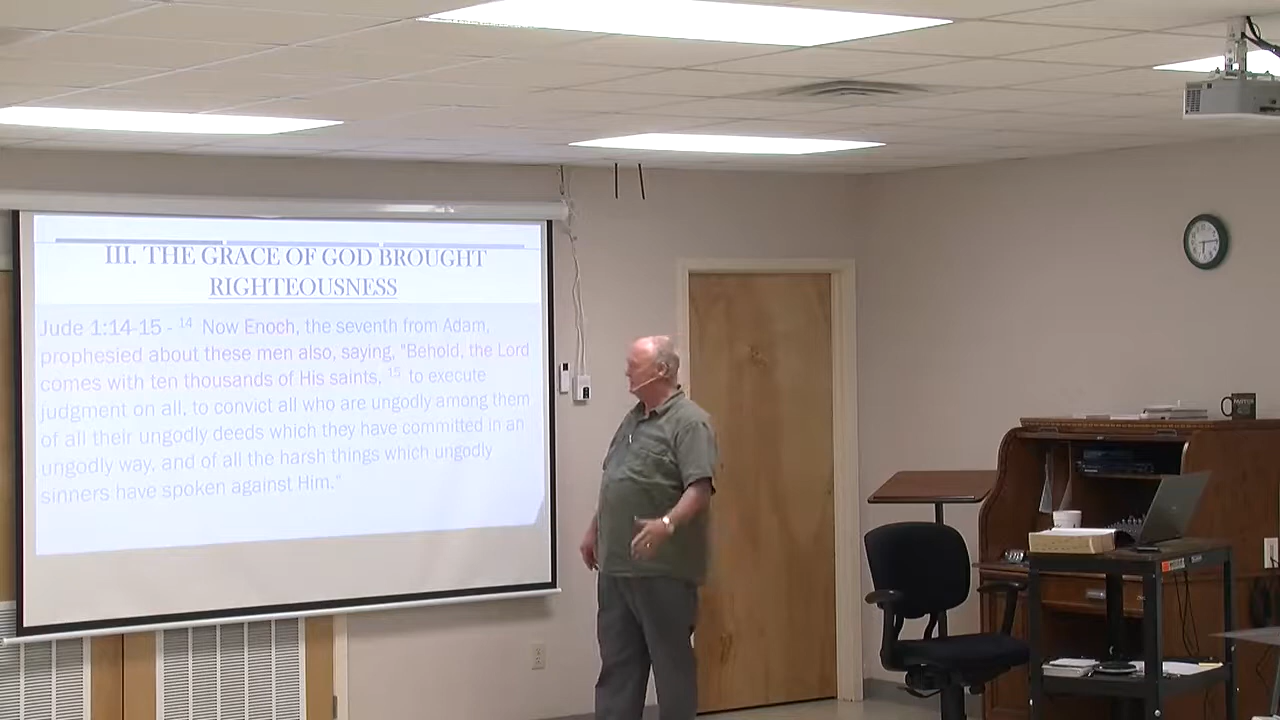 III. THE GRACE OF GOD BROUGHT
RIGHTEOUSNESS
Jude 1:14-15 - 14 Now Enoch, the seventh from Adam,
prophesied about these men also, saying, "Behold, the Lord
comes with ten thousands of His saints, 15 to execute
judgment on all, to convict all who are ungodly among them
of all their ungodly deeds which they have committed in an
ungodly way, and of all the harsh things which ungodly
sinners have spoken against Him."